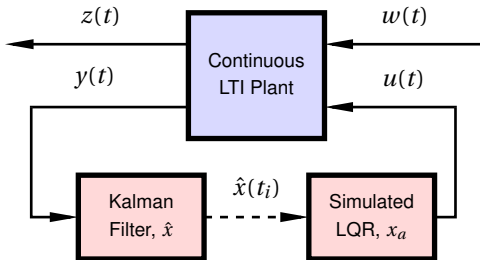 z(t)
w(t)
Continuous
LTI Plant
y(t)
u(t)
Kalman
Filter, x̂
x̂(tᵢ)
Simulated
LQR, xₐ